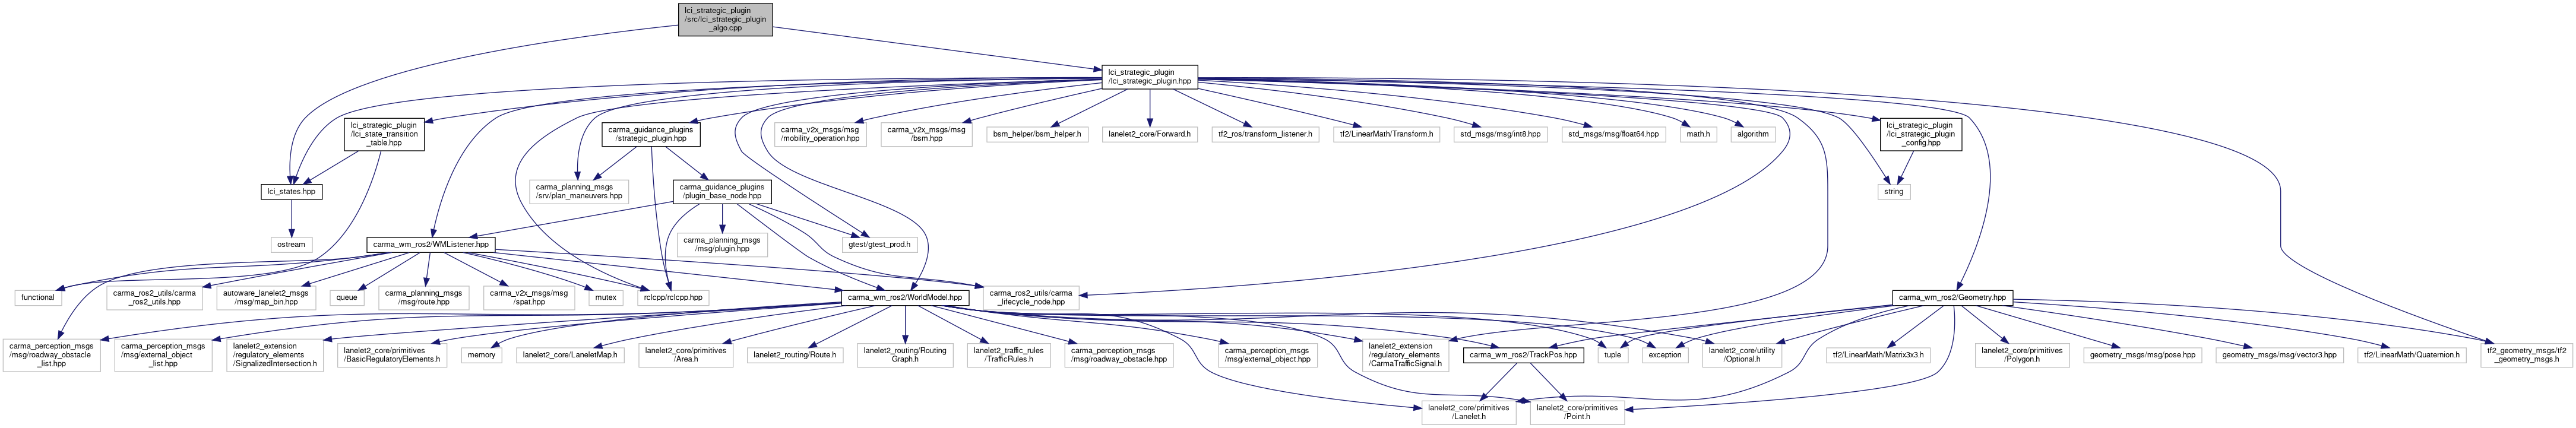 lci_strategic_plugin
/src/lci_strategic_plugin
_algo.cpp
lci_strategic_plugin
/lci_strategic_plugin.hpp
lci_strategic_plugin
/lci_state_transition
_table.hpp
carma_guidance_plugins
/strategic_plugin.hpp
carma_v2x_msgs/msg
/mobility_operation.hpp
carma_v2x_msgs/msg
/bsm.hpp
bsm_helper/bsm_helper.h
lanelet2_core/Forward.h
tf2_ros/transform_listener.h
tf2/LinearMath/Transform.h
std_msgs/msg/int8.hpp
std_msgs/msg/float64.hpp
math.h
algorithm
lci_strategic_plugin
/lci_strategic_plugin
_config.hpp
lci_states.hpp
carma_planning_msgs
/srv/plan_maneuvers.hpp
carma_guidance_plugins
/plugin_base_node.hpp
string
ostream
carma_wm_ros2/WMListener.hpp
carma_planning_msgs
/msg/plugin.hpp
gtest/gtest_prod.h
functional
carma_ros2_utils/carma
_ros2_utils.hpp
autoware_lanelet2_msgs
/msg/map_bin.hpp
queue
carma_planning_msgs
/msg/route.hpp
carma_v2x_msgs/msg
/spat.hpp
mutex
rclcpp/rclcpp.hpp
carma_wm_ros2/WorldModel.hpp
carma_ros2_utils/carma
_lifecycle_node.hpp
carma_wm_ros2/Geometry.hpp
carma_perception_msgs
/msg/roadway_obstacle
_list.hpp
carma_perception_msgs
/msg/external_object
_list.hpp
lanelet2_extension
/regulatory_elements
/SignalizedIntersection.h
lanelet2_core/primitives
/BasicRegulatoryElements.h
memory
lanelet2_core/LaneletMap.h
lanelet2_core/primitives
/Area.h
lanelet2_routing/Route.h
lanelet2_routing/Routing
Graph.h
lanelet2_traffic_rules
/TrafficRules.h
carma_perception_msgs
/msg/roadway_obstacle.hpp
carma_perception_msgs
/msg/external_object.hpp
lanelet2_extension
/regulatory_elements
/CarmaTrafficSignal.h
carma_wm_ros2/TrackPos.hpp
tuple
exception
lanelet2_core/utility
/Optional.h
tf2/LinearMath/Matrix3x3.h
lanelet2_core/primitives
/Polygon.h
geometry_msgs/msg/pose.hpp
geometry_msgs/msg/vector3.hpp
tf2/LinearMath/Quaternion.h
tf2_geometry_msgs/tf2
_geometry_msgs.h
lanelet2_core/primitives
/Lanelet.h
lanelet2_core/primitives
/Point.h